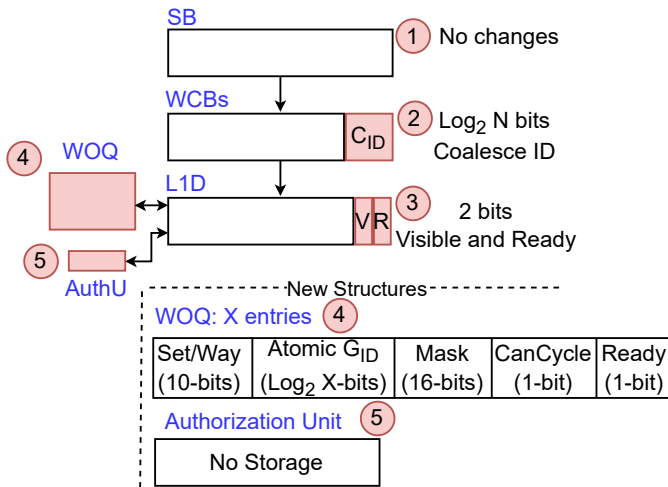 SB
1 No changes
WCBs
C_ID 2 Log₂ N bits
Coalesce ID
4 WOQ
L1D
V R 3 2 bits
Visible and Ready
5
AuthU
New Structures
WOQ: X entries 4
Set/Way Atomic G_ID Mask CanCycle Ready
(10-bits) (Log₂ X-bits) (16-bits) (1-bit) (1-bit)
Authorization Unit 5
No Storage